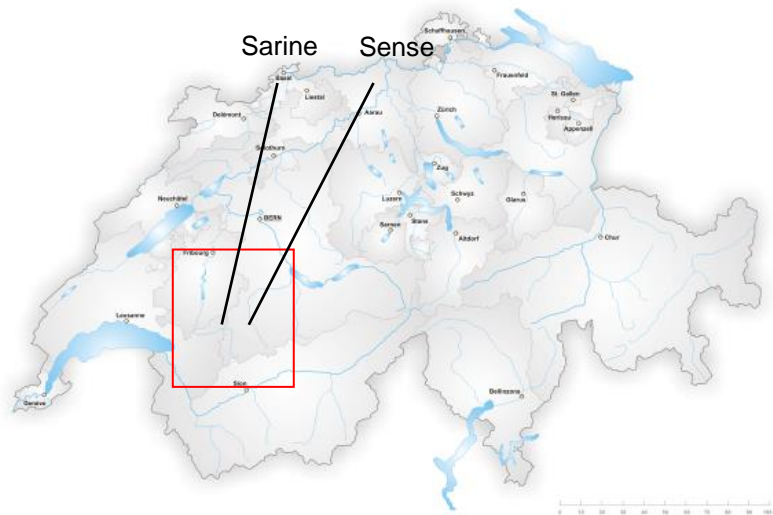 Schaffhausen
Sarine Sense
Basel
Frauenfeld
Liestal
St. Gallen
Delémont
Aarau
Zürich
Herisau
Appenzell
Solothurn
Zug
Neuchâtel
Luzern
Schwyz
Glarus
BERN
Stans
Sarnen
Altdorf
Chur
Fribourg
Lausanne
Sion
Bellinzona
Genève